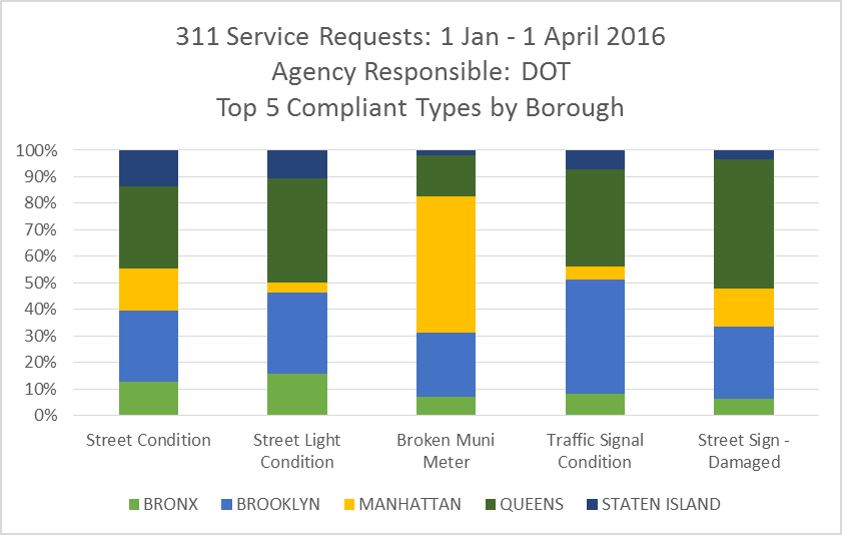 311 Service Requests: 1 Jan - 1 April 2016
Agency Responsible: DOT
Top 5 Compliant Types by Borough
100%
90%
80%
70%
60%
50%
40%
30%
20%
10%
0%
Street Condition
Street Light
Condition
Broken Muni
Meter
Traffic Signal
Condition
Street Sign -
Damaged
BRONX BROOKLYN MANHATTAN QUEENS STATEN ISLAND